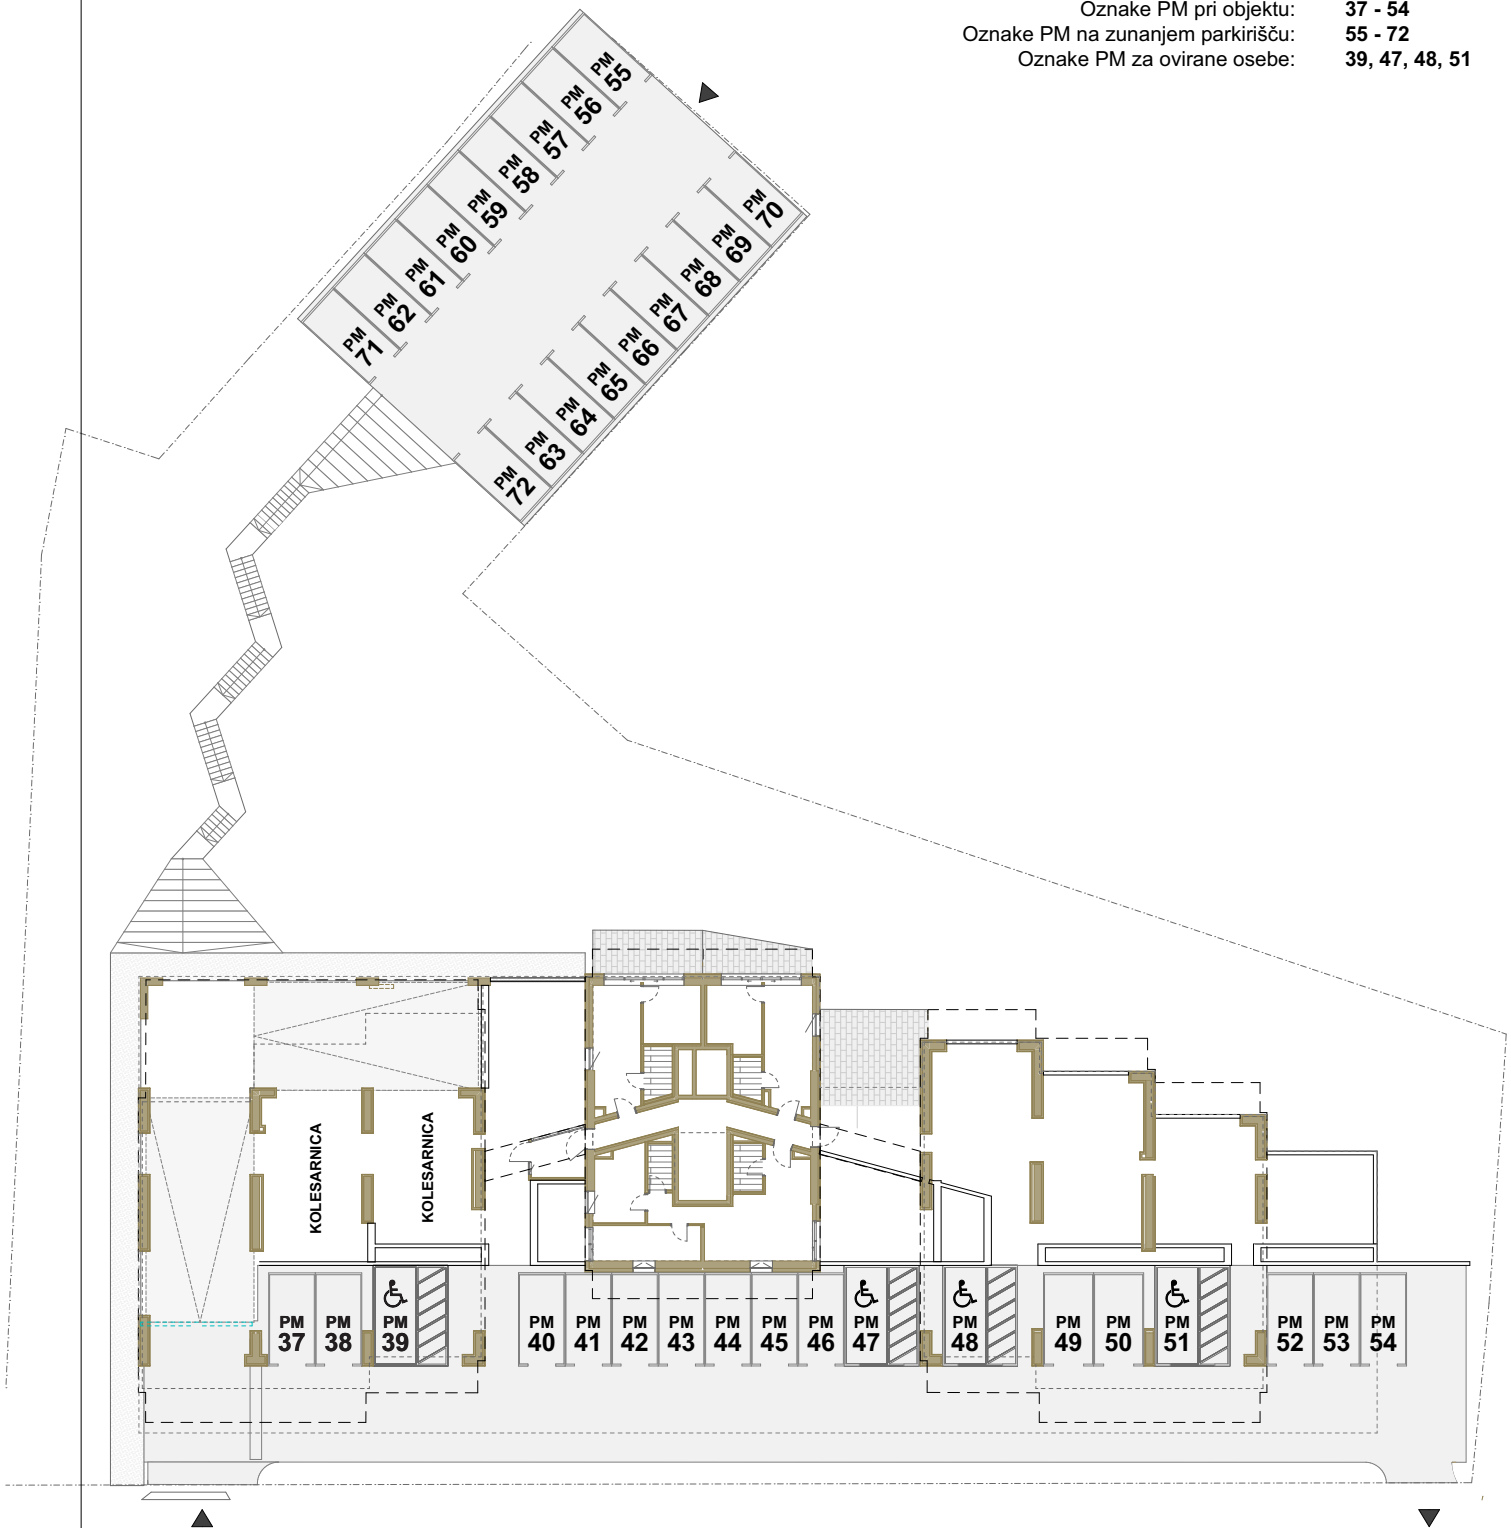 Oznake PM pri objektu: 37 - 54
Oznake PM na zunanjem parkirišču: 55 - 72
Oznake PM za ovirane osebe: 39, 47, 48, 51
PM
55
PM
56
PM
57
PM
58
PM
59
PM
60
PM
61
PM
62
PM
71
PM
70
PM
69
PM
68
PM
67
PM
66
PM
65
PM
64
PM
63
PM
72
KOLESARNICA
KOLESARNICA
PM
37
PM
38
PM
39
PM
40
PM
41
PM
42
PM
43
PM
44
PM
45
PM
46
PM
47
PM
48
PM
49
PM
50
PM
51
PM
52
PM
53
PM
54